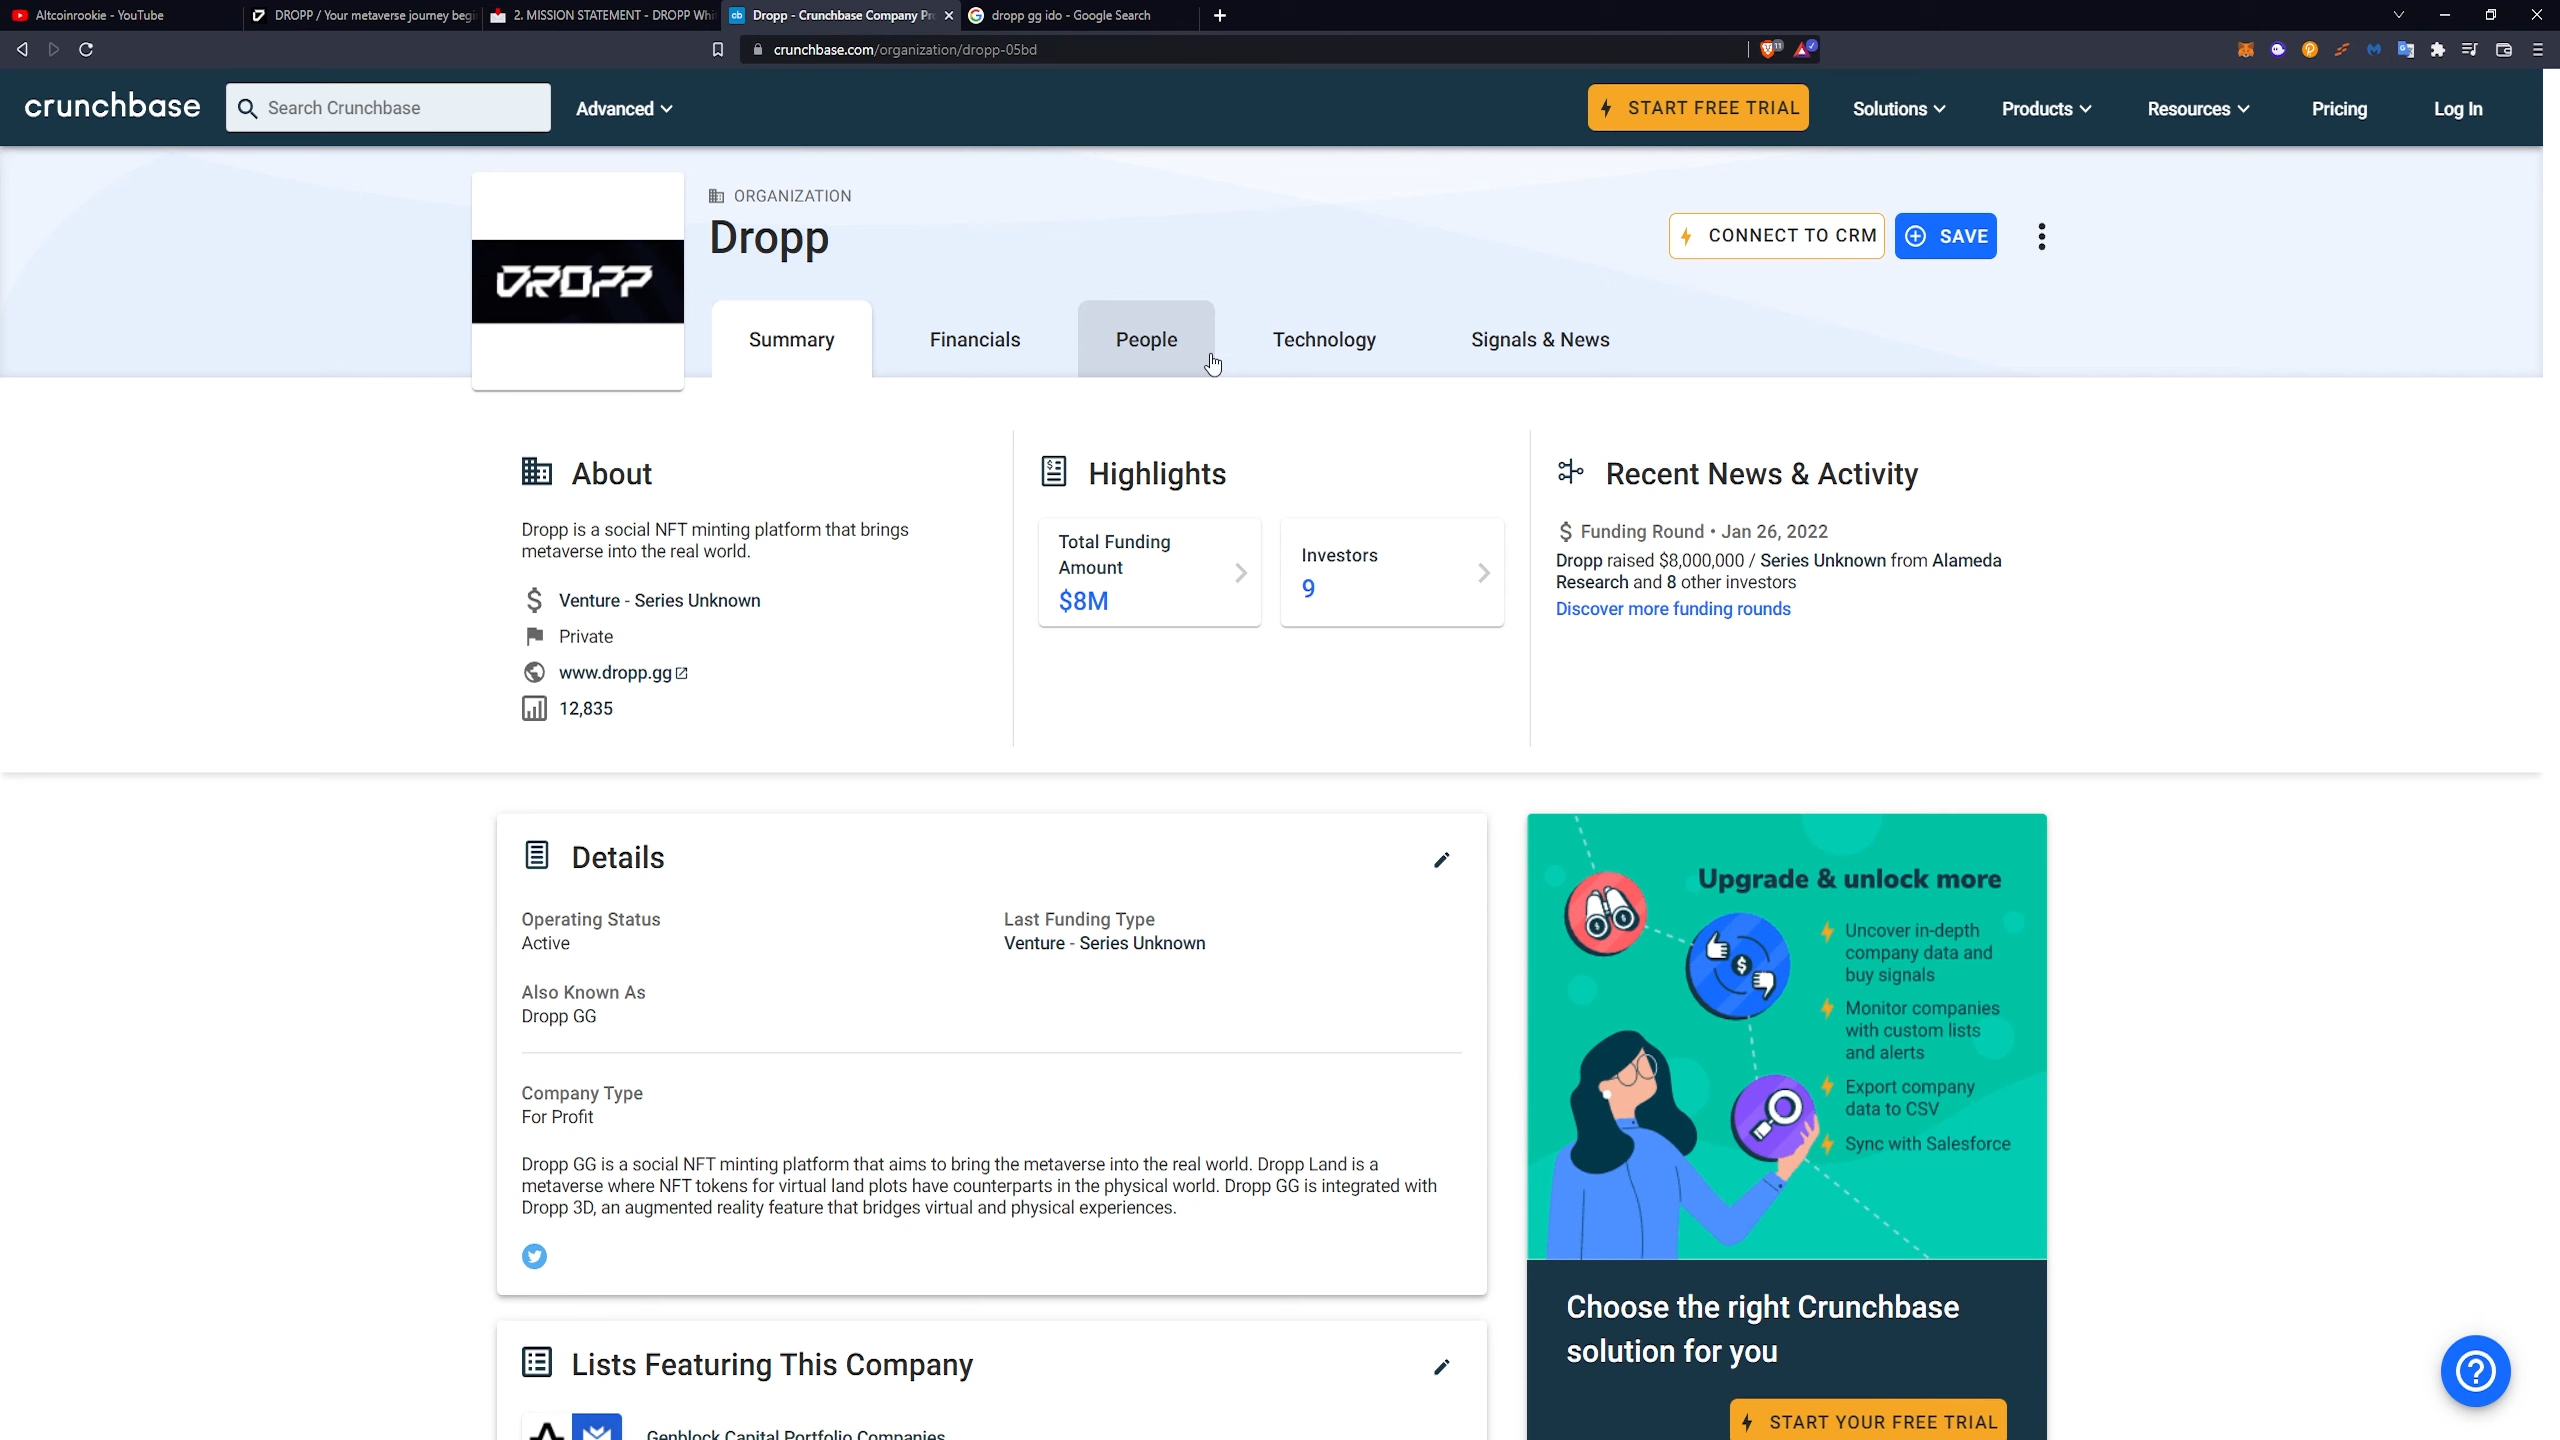 Altcoinrookie - YouTube
DROPP / Your metaverse journey begi
2. MISSION STATEMENT - DROPP Whi
cb Dropp - Crunchbase Company Pr
dropp gg ido - Google Search
crunchbase.com/organization/dropp-05bd
11
crunchbase
Search Crunchbase
Advanced
START FREE TRIAL
Solutions
Products
Resources
Pricing
Log In
DROPP
ORGANIZATION
Dropp
CONNECT TO CRM
SAVE
Summary
Financials
People
Technology
Signals & News
About
Dropp is a social NFT minting platform that brings
metaverse into the real world.
Venture - Series Unknown
Private
www.dropp.gg
12,835
Highlights
Total Funding
Amount
$8M
Investors
9
Recent News & Activity
Funding Round • Jan 26, 2022
Dropp raised $8,000,000 / Series Unknown from Alameda
Research and 8 other investors
Discover more funding rounds
Details
Operating Status
Active
Last Funding Type
Venture - Series Unknown
Also Known As
Dropp GG
Company Type
For Profit
Dropp GG is a social NFT minting platform that aims to bring the metaverse into the real world. Dropp Land is a
metaverse where NFT tokens for virtual land plots have counterparts in the physical world. Dropp GG is integrated with
Dropp 3D, an augmented reality feature that bridges virtual and physical experiences.
Lists Featuring This Company
Genblock Capital Portfolio Companies
Upgrade & unlock more
Uncover in-depth
company data and
buy signals
Monitor companies
with custom lists
and alerts
Export company
data to CSV
Sync with Salesforce
Choose the right Crunchbase
solution for you
START YOUR FREE TRIAL